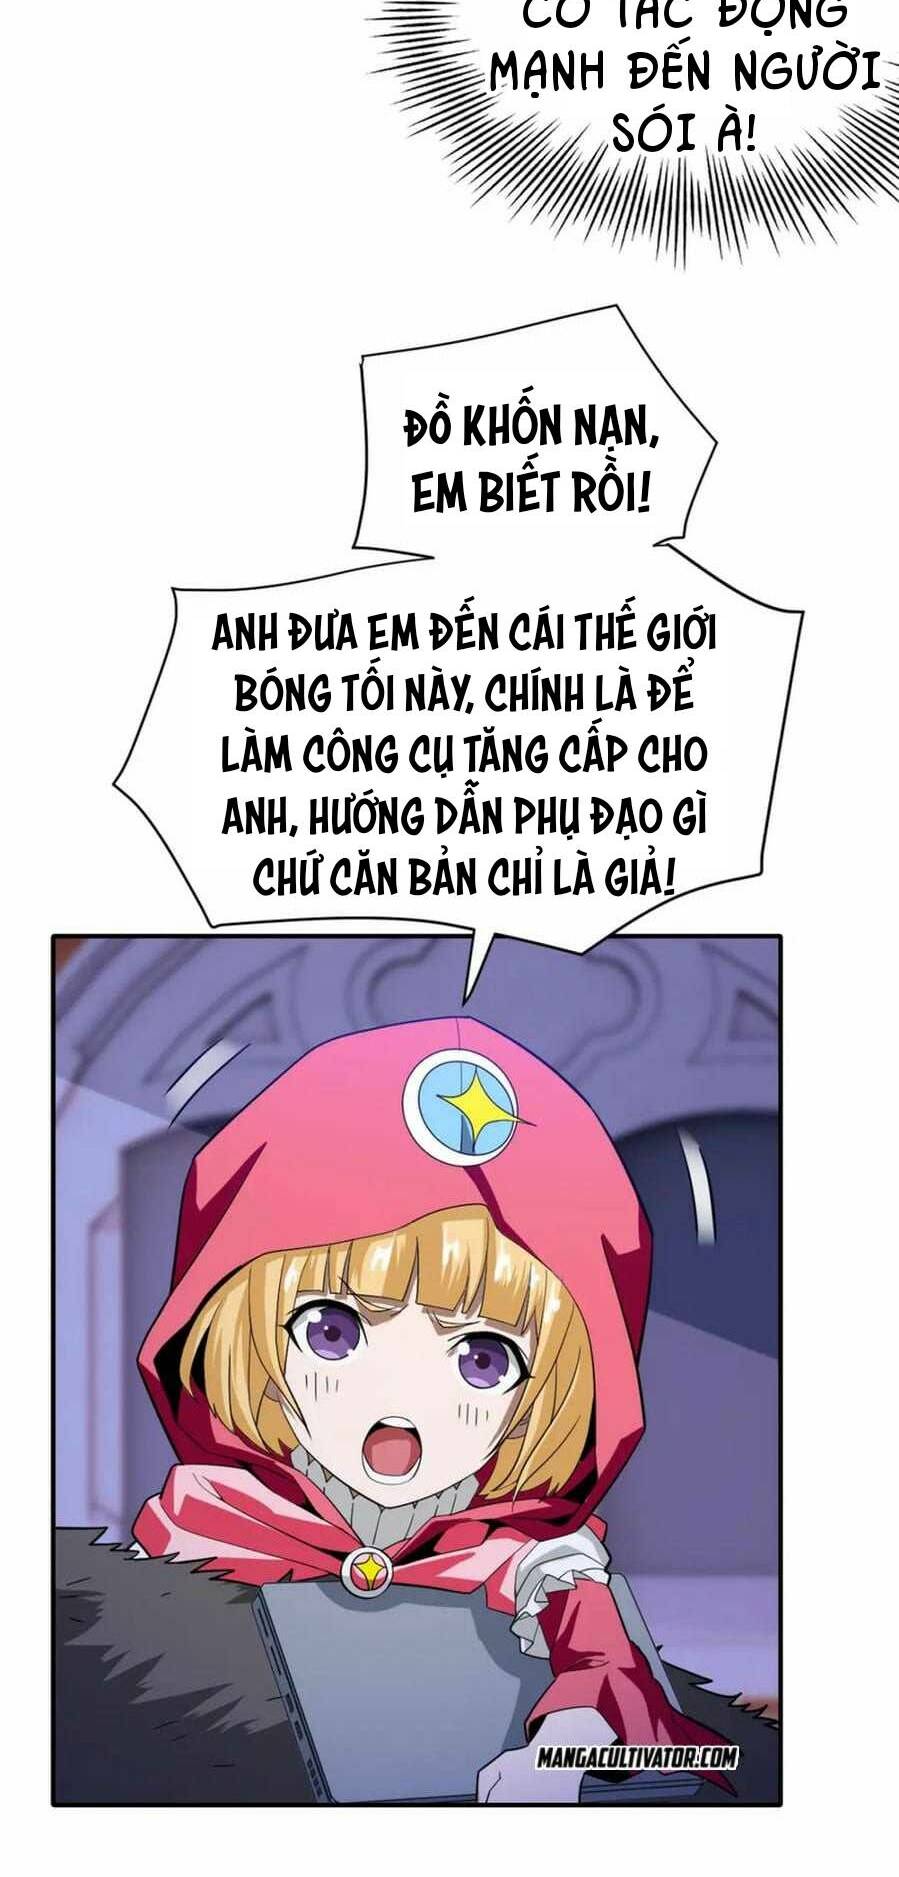 CÓ TÁC ĐỘNG
MẠNH ĐẾN NGƯỜI
SÓI À!
ĐỒ KHỐN NẠN,
EM BIẾT RỒI!
ANH ĐƯA EM ĐẾN CÁI THẾ GIỚI
BÓNG TỐI NÀY, CHÍNH LÀ ĐỂ
LÀM CÔNG CỤ TĂNG CẤP CHO
ANH, HƯỚNG DẪN PHỤ ĐẠO GÌ
CHỨ CĂN BẢN CHỈ LÀ GIẢ!
MANGACULTIVATOR.COM